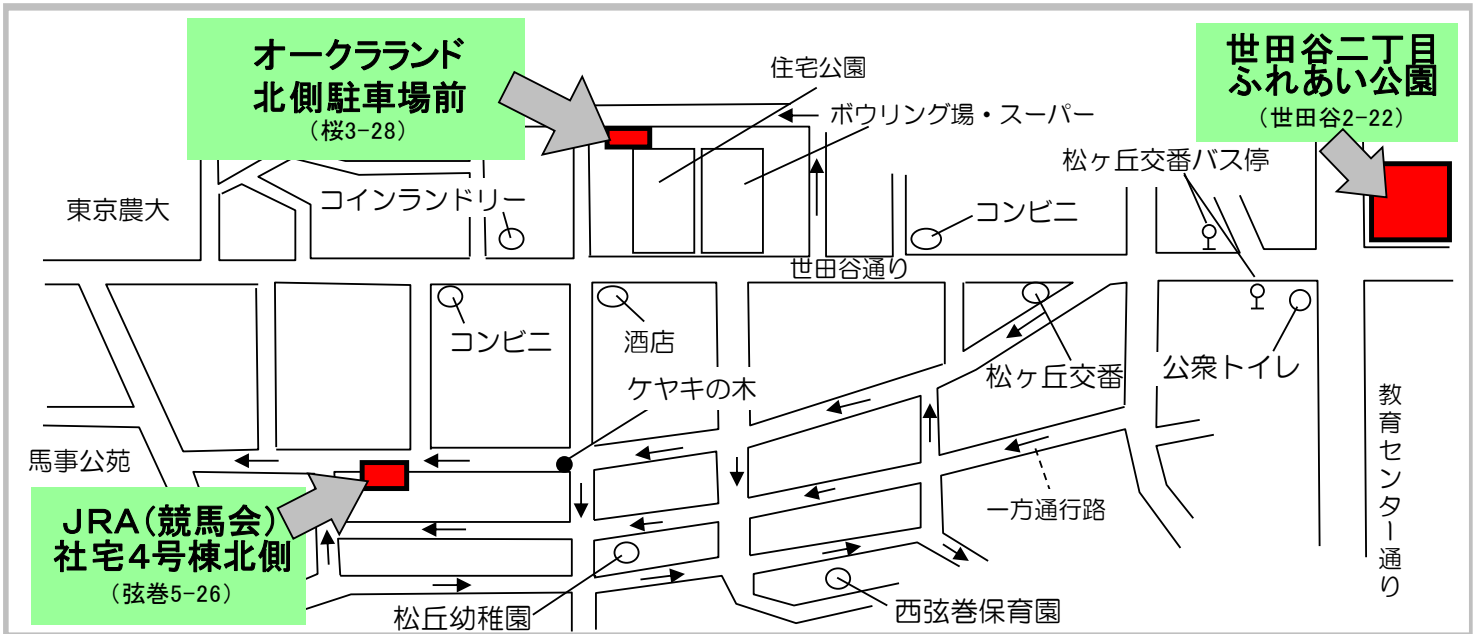 オークラランド
北側駐車場前
（桜3-28）
世田谷二丁目
ふれあい公園
（世田谷2-22）
住宅公園
ボウリング場・スーパー
松ヶ丘交番バス停
東京農大
コインランドリー
コンビニ
世田谷通り
コンビニ
酒店
松ヶ丘交番
公衆トイレ
ケヤキの木
教育センター通り
馬事公苑
一方通行路
JRA（競馬会）
社宅4号棟北側
（弦巻5-26）
松丘幼稚園
西弦巻保育園